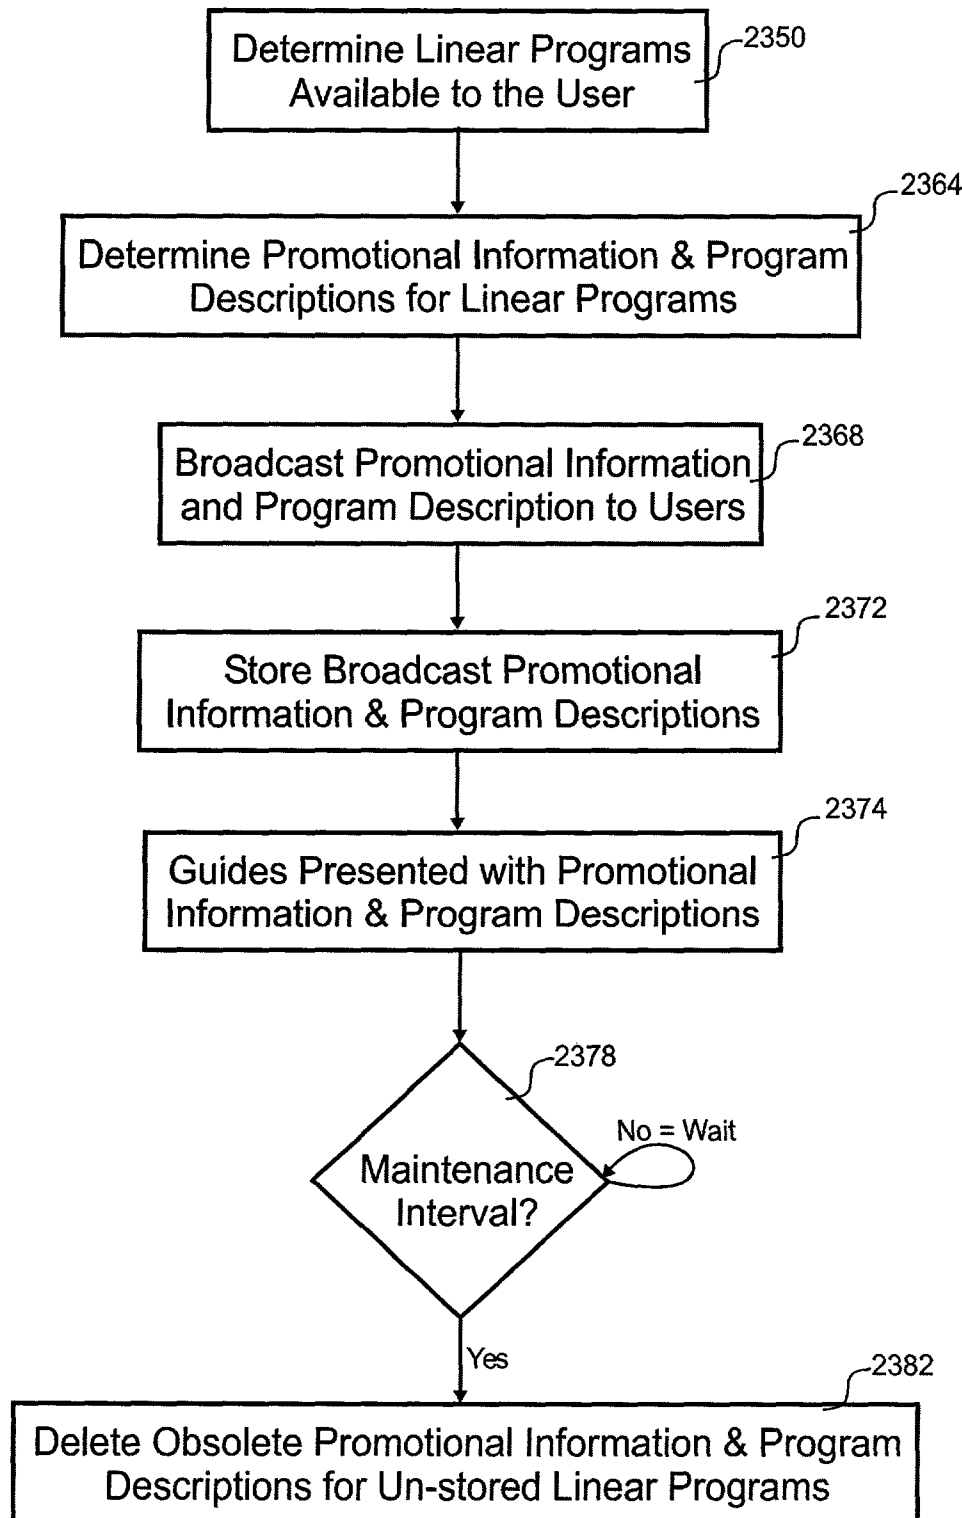 Determine Linear Programs
Available to the User
2350
2364
Determine Promotional Information & Program
Descriptions for Linear Programs
2368
Broadcast Promotional Information
and Program Description to Users
2372
Store Broadcast Promotional
Information & Program Descriptions
2374
Guides Presented with Promotional
Information & Program Descriptions
2378
No = Wait
Maintenance
Interval?
Yes
2382
Delete Obsolete Promotional Information & Program
Descriptions for Un-stored Linear Programs